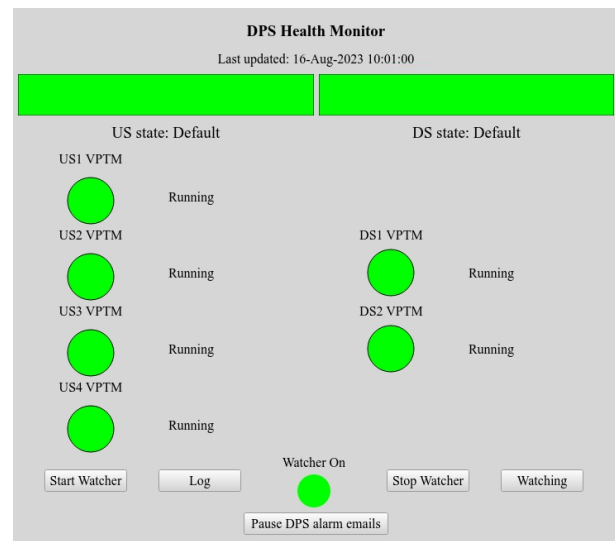 DPS Health Monitor
Last updated: 16-Aug-2023 10:01:00
US state: Default DS state: Default
US1 VPTM
Running
US2 VPTM DS1 VPTM
Running Running
US3 VPTM DS2 VPTM
Running Running
US4 VPTM
Running
Watcher On
Start Watcher Log Stop Watcher Watching
Pause DPS alarm emails